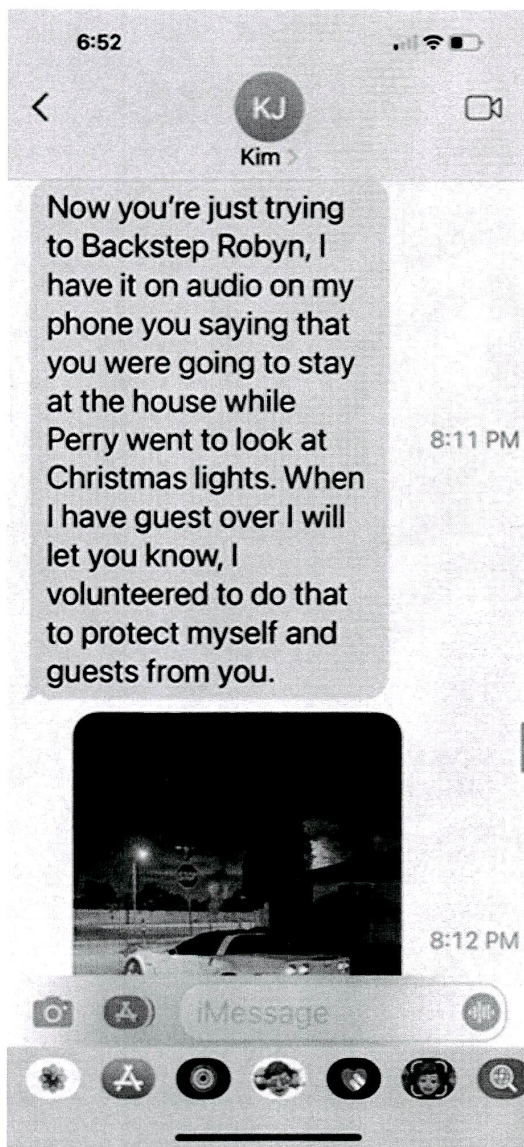 6:52
KJ
Kim
Now you're just trying
to Backstep Robyn, I
have it on audio on my
phone you saying that
you were going to stay
at the house while
Perry went to look at
Christmas lights. When
I have guest over I will
let you know, I
volunteered to do that
to protect myself and
guests from you.
8:11 PM
8:12 PM
iMessage